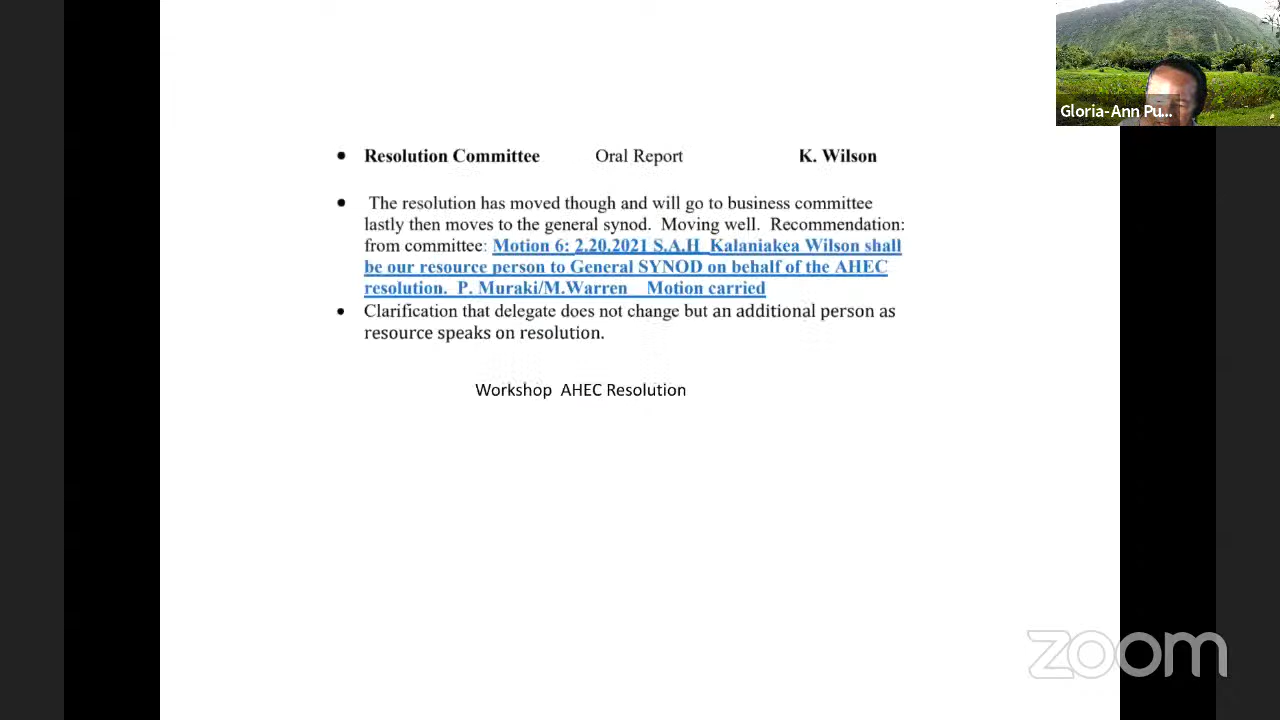 Gloria-Ann Pu...
• Resolution Committee Oral Report K. Wilson
• The resolution has moved though and will go to business committee
lastly then moves to the general synod. Moving well. Recommendation:
from committee: Motion 6: 2.20.2021 S.A.H_Kalaniakea Wilson shall
be our resource person to General SYNOD on behalf of the AHEC
resolution. P. Muraki/M.Warren Motion carried
• Clarification that delegate does not change but an additional person as
resource speaks on resolution.
Workshop AHEC Resolution
zoom